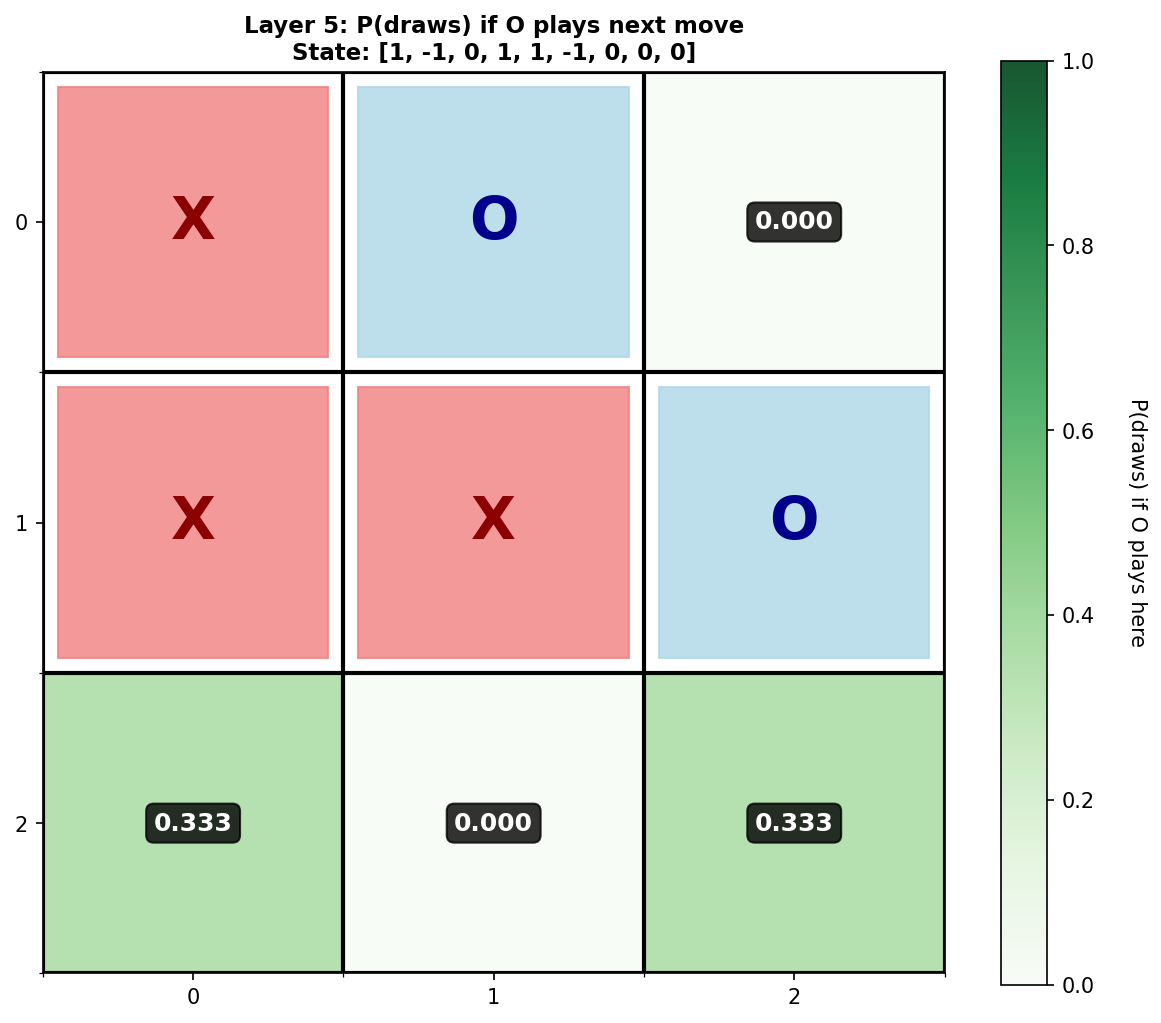 Layer 5: P(draws) if O plays next move
State: [1, -1, 0, 1, 1, -1, 0, 0, 0]
X
O
0.000
X
X
O
0.333
0.000
0.333
0
1
2
0
1
2
1.0
0.8
0.6
0.4
0.2
0.0
P(draws) if O plays here